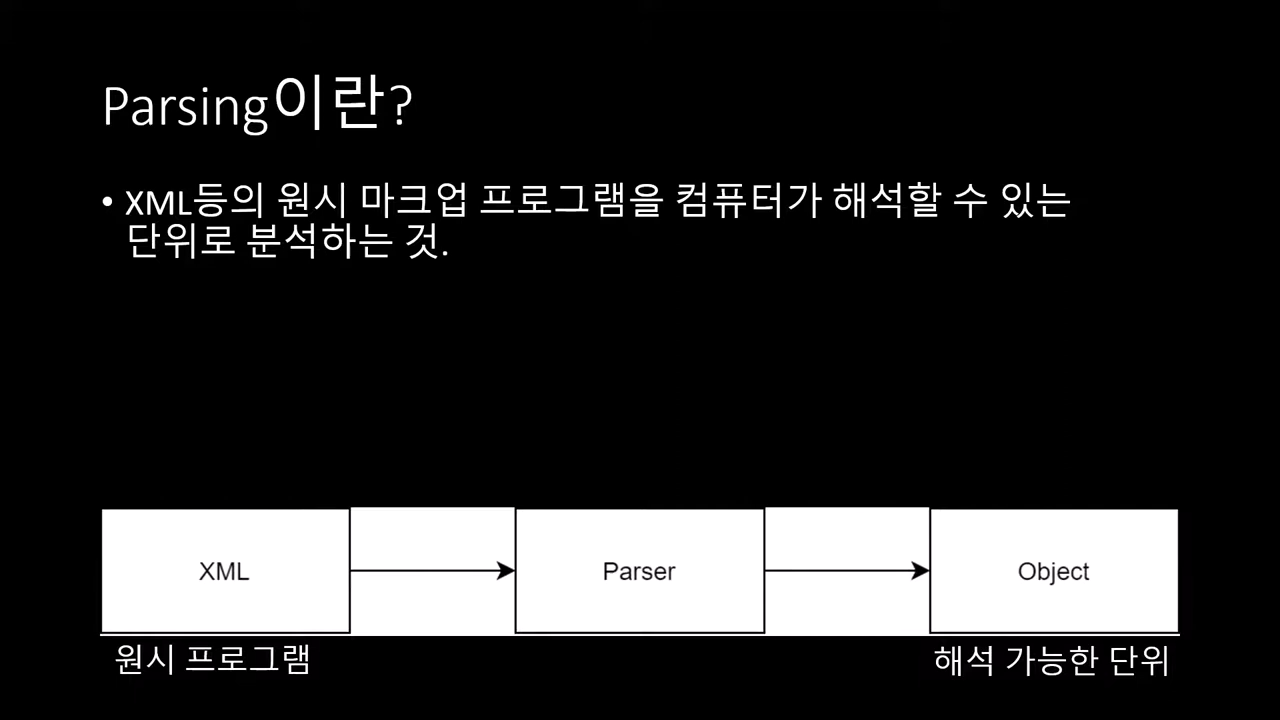 Parsing이란?
• XML등의 원시 마크업 프로그램을 컴퓨터가 해석할 수 있는
단위로 분석하는 것.
XML
Parser
Object
원시 프로그램
해석 가능한 단위